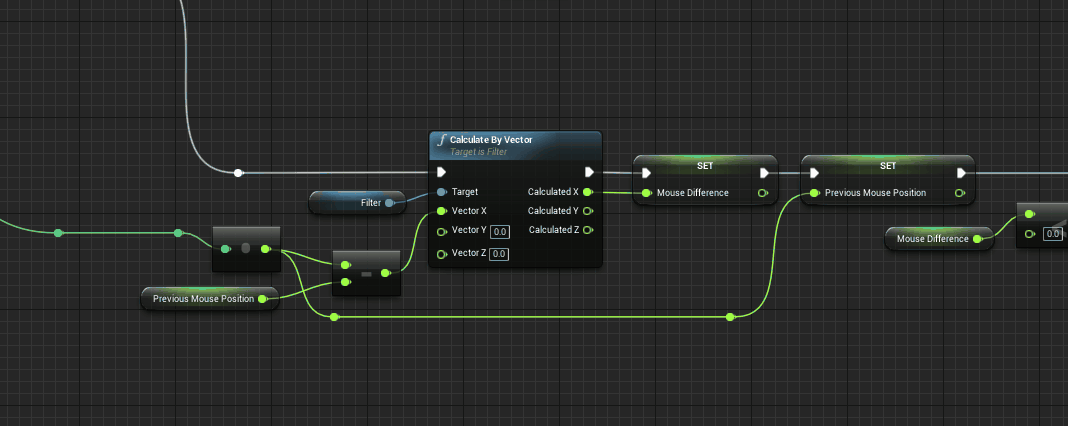 Calculate By Vector
Target is Filter
SET
SET
Target
Calculated X
Mouse Difference
Previous Mouse Position
Filter
Vector X
Calculated Y
Vector Y 0.0
Calculated Z
Mouse Difference
0.0
Vector Z 0.0
Previous Mouse Position